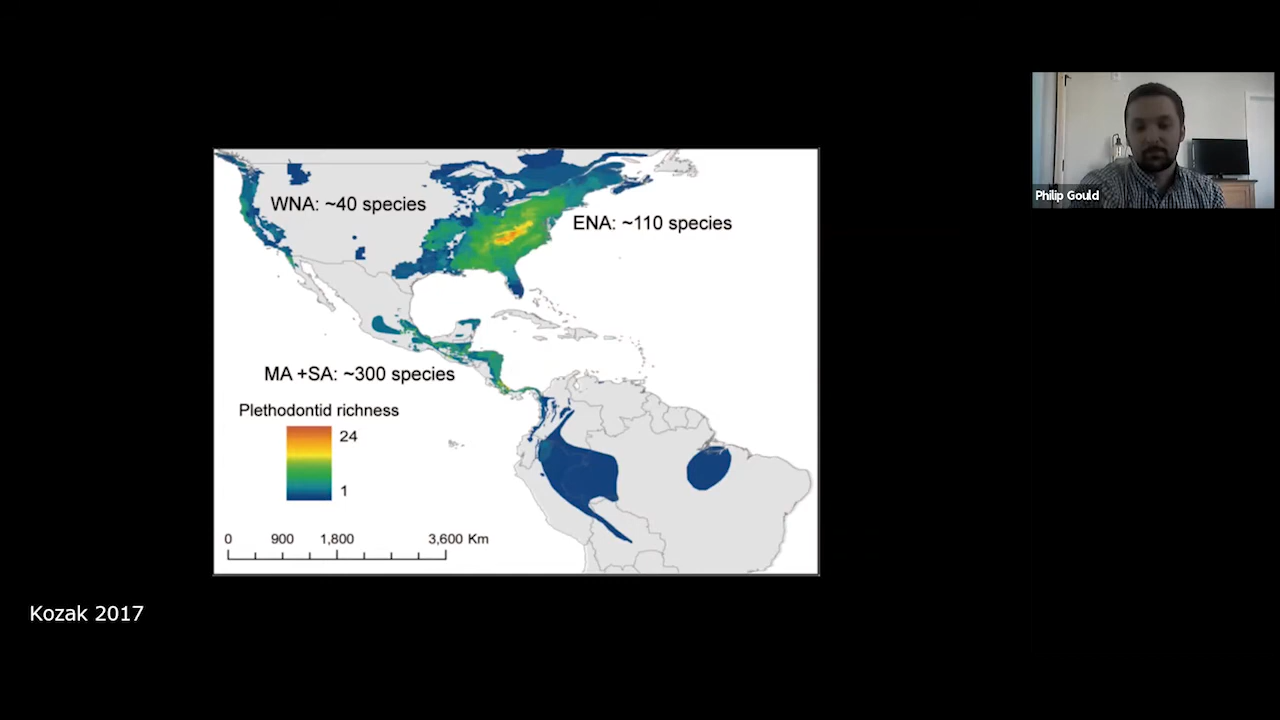 WNA: ~40 species
ENA: ~110 species
MA +SA: ~300 species
Plethodontid richness
24
1
0 900 1,800 3,600 Km
Kozak 2017
Philip Gould